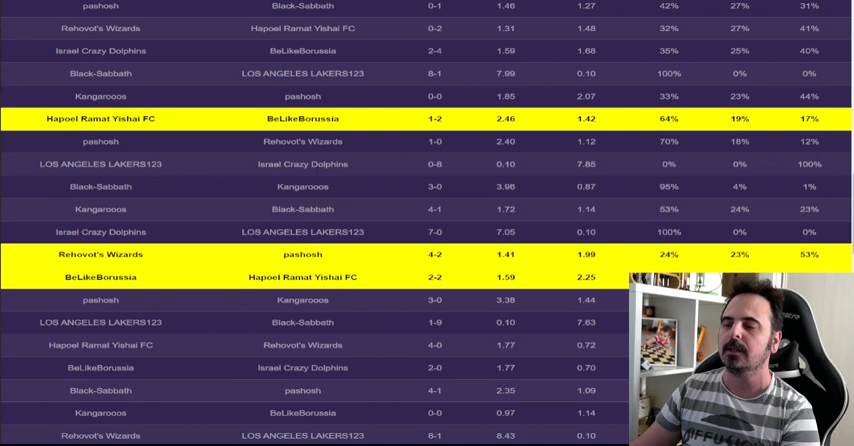 pashosh Black-Sabbath 0-1 1.46 1.27 42% 27% 31%
Rehovot's Wizards Hapoel Ramat Yishai FC 0-2 1.31 1.48 32% 27% 41%
Israel Crazy Dolphins BeLikeBorussia 2-4 1.59 1.68 35% 25% 40%
Black-Sabbath LOS ANGELES LAKERS123 8-1 7.99 0.10 100% 0% 0%
Kangarooos pashosh 0-0 1.85 2.07 33% 23% 44%
Hapoel Ramat Yishai FC BeLikeBorussia 1-2 2.46 1.42 64% 19% 17%
pashosh Rehovot's Wizards 1-0 2.40 1.12 70% 18% 12%
LOS ANGELES LAKERS123 Israel Crazy Dolphins 0-8 0.10 7.85 0% 0% 100%
Black-Sabbath Kangarooos 3-0 3.96 0.87 95% 4% 1%
Kangarooos Black-Sabbath 4-1 1.72 1.14 53% 24% 23%
Israel Crazy Dolphins LOS ANGELES LAKERS123 7-0 7.05 0.10 100% 0% 0%
Rehovot's Wizards pashosh 4-2 1.41 1.99 24% 23% 53%
BeLikeBorussia Hapoel Ramat Yishai FC 2-2 1.59 2.25
pashosh Kangarooos 3-0 3.38 1.44
LOS ANGELES LAKERS123 Black-Sabbath 1-9 0.10 7.63
Hapoel Ramat Yishai FC Rehovot's Wizards 4-0 1.77 0.72
BeLikeBorussia Israel Crazy Dolphins 2-0 1.77 0.70
Black-Sabbath pashosh 4-1 2.35 1.09
Kangarooos BeLikeBorussia 0-0 0.97 1.14
Rehovot's Wizards LOS ANGELES LAKERS123 8-1 8.43 0.10